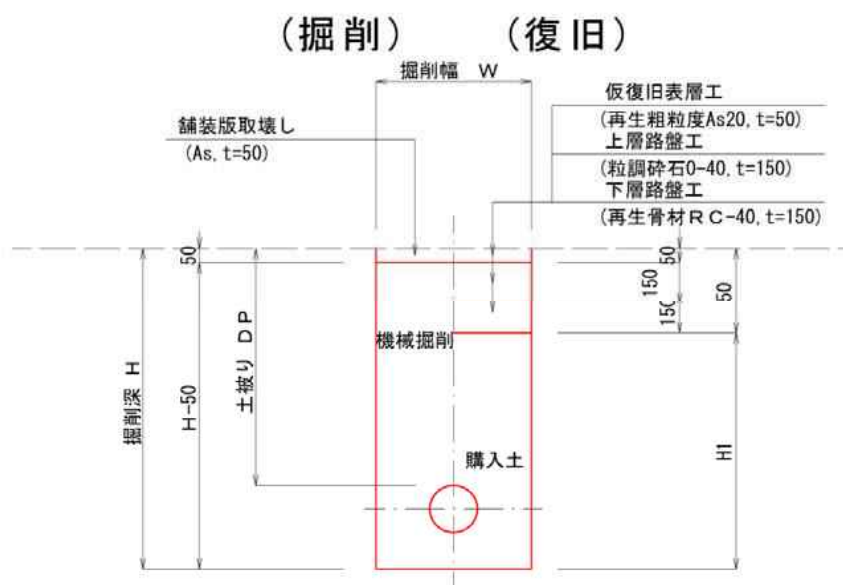 (掘削) (復旧)
掘削幅 W
舗装版取壊し
(As, t=50)
仮復旧表層工
(再生粗粒度As20, t=50)
上層路盤工
(粒調砕石0-40, t=150)
下層路盤工
(再生骨材RC-40, t=150)
50
掘削深 H
H-50
土被り DP
機械掘削
購入土
50
150
150
50
H1